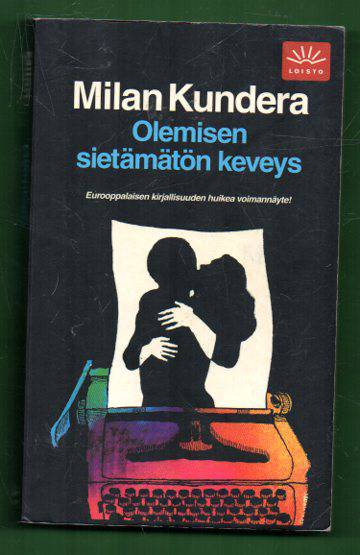 LOISTO
Milan Kundera
Olemisen
sietämätön keveys
Eurooppalaisen kirjallisuuden huikea voimannäyte!